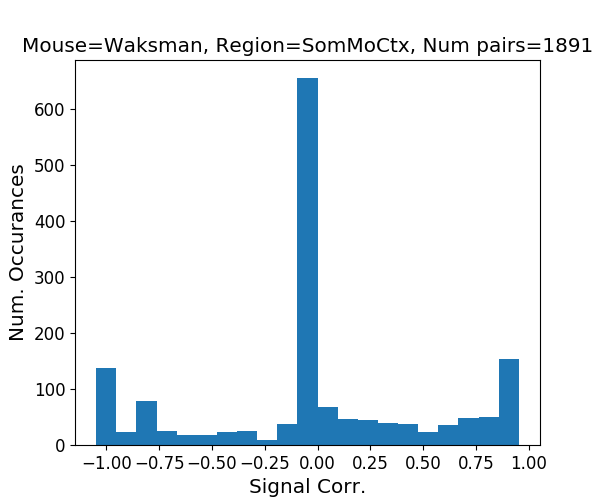 Mouse=Waksman, Region=SomMoCtx, Num pairs=1891
Num. Occurances
600
500
400
300
200
100
0
−1.00 −0.75 −0.50 −0.25 0.00 0.25 0.50 0.75 1.00
Signal Corr.